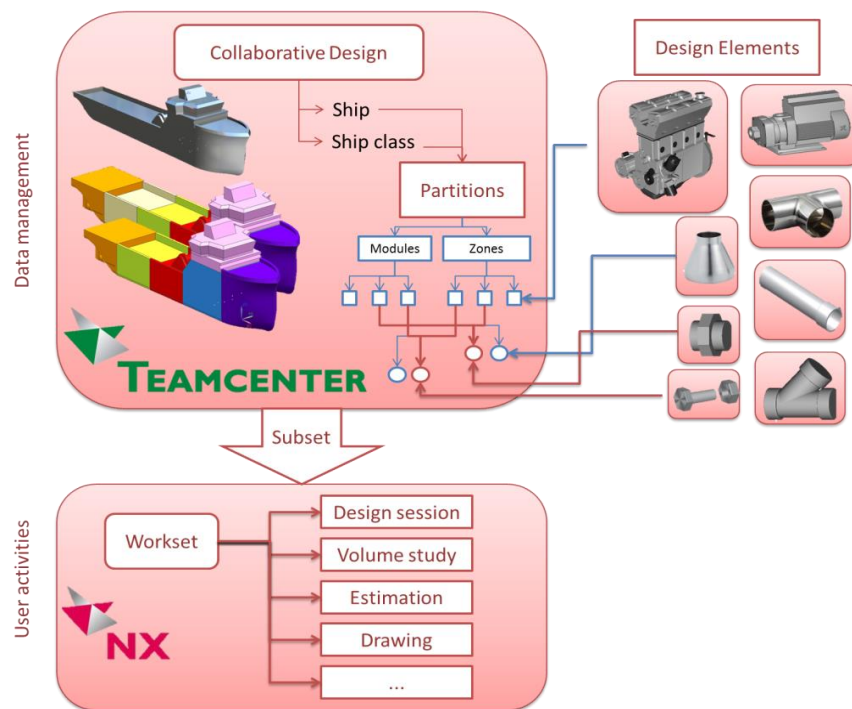 Collaborative Design
Design Elements
Ship
Ship class
Data management
Partitions
Modules
Zones
TEAMCENTER
Subset
Design session
Workset
Volume study
Estimation
User activities
NX
Drawing
...